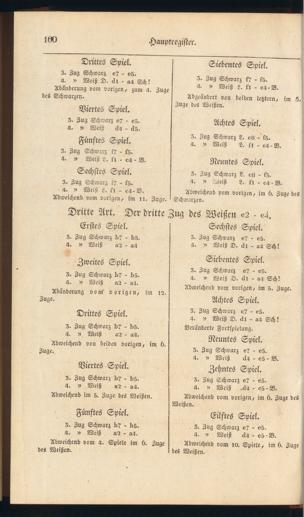 100
Hauptregister.
Drittes Spiel.
3. Zug Schwarz e7 - e5.
4. » Weiß D. d1 - a4 Sch!
Abänderung vom vorigen, zum 4. Zuge
des Schwarzen.
Viertes Spiel.
3. Zug Schwarz e7 - e5.
4. » Weiß d4 - d5.
Fünftes Spiel.
3. Zug Schwarz f7 - f5.
4. » Weiß L. f1 - c4 - B.
Sechstes Spiel.
3. Zug Schwarz f7 - f5.
4. » Weiß L. f1 - c4 - B.
Abweichend vom vorigen, im 11. Zuge.
Siebentes Spiel.
3. Zug Schwarz f7 - f5.
4. » Weiß L. f1 - c4 - B.
Abgeändert von beiden letztern, im 6.
Zuge des Weißen.
Achtes Spiel.
3. Zug Schwarz L. c8 - f5.
4. » Weiß L. f1 - c4 - B.
Neuntes Spiel.
3. Zug Schwarz L. c8 - f5.
4. » Weiß L. f1 - c4 - B.
Abweichend vom vorigen, im 6. Zuge des
Schwarzen.
Dritte Art. Der dritte Zug des Weißen e2 - e4.
Erstes Spiel.
3. Zug Schwarz b7 - b5.
4. » Weiß a2 - a4
Zweites Spiel.
3. Zug Schwarz b7 - b5.
4. » Weiß a2 - a4.
Abänderung vom vorigen, im 12.
Zuge.
Drittes Spiel.
3. Zug Schwarz b7 - b5.
4. » Weiß a2 - a4.
Abweichend von beiden vorigen, im 6.
Zuge.
Viertes Spiel.
3. Zug Schwarz b7 - b5.
4. » Weiß a2 - a4.
Abweichend im 5. Zuge des Weißen.
Fünftes Spiel.
3. Zug Schwarz b7 - b5.
4. » Weiß a2 - a4.
Abweichend vom 4. Spiele im 6. Zuge
des Weißen.
Sechstes Spiel.
3. Zug Schwarz e7 - e5.
4. » Weiß D. d1 - a4 Sch!
Siebentes Spiel.
3. Zug Schwarz e7 - e5.
4. » Weiß D. d1 - a4 Sch!
Abweichend vom vorigen, im 5. Zuge.
Achtes Spiel.
3. Zug Schwarz e7 - e5.
4. » Weiß D. d1 - a4 Sch!
Veränderte Fortspielung.
Neuntes Spiel.
3. Zug Schwarz e7 - e5.
4. » Weiß d4 - e5 - B.
Zehntes Spiel.
3. Zug Schwarz e7 - e5.
4. » Weiß d4 - e5 - B.
Abweichend vom vorigen, im 6. Zuge des
Weißen.
Eilftes Spiel.
3. Zug Schwarz e7 - e5.
4. » Weiß d4 - e5 - B.
Abweichend vom 10. Spiele, im 6. Zuge
des Weißen.